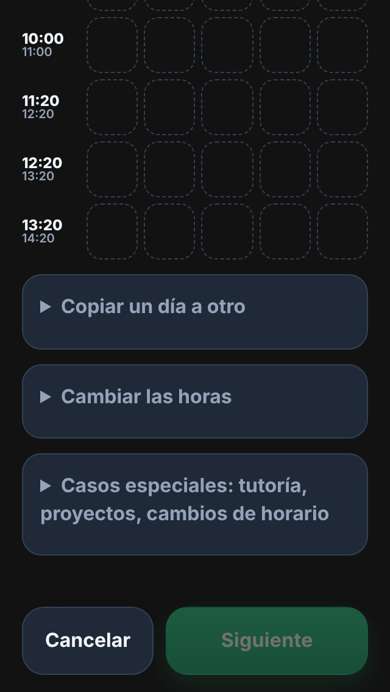 10:00
11:00
11:20
12:20
12:20
13:20
13:20
14:20
Copiar un día a otro
Cambiar las horas
Casos especiales: tutoría,
proyectos, cambios de horario
Cancelar
Siguiente